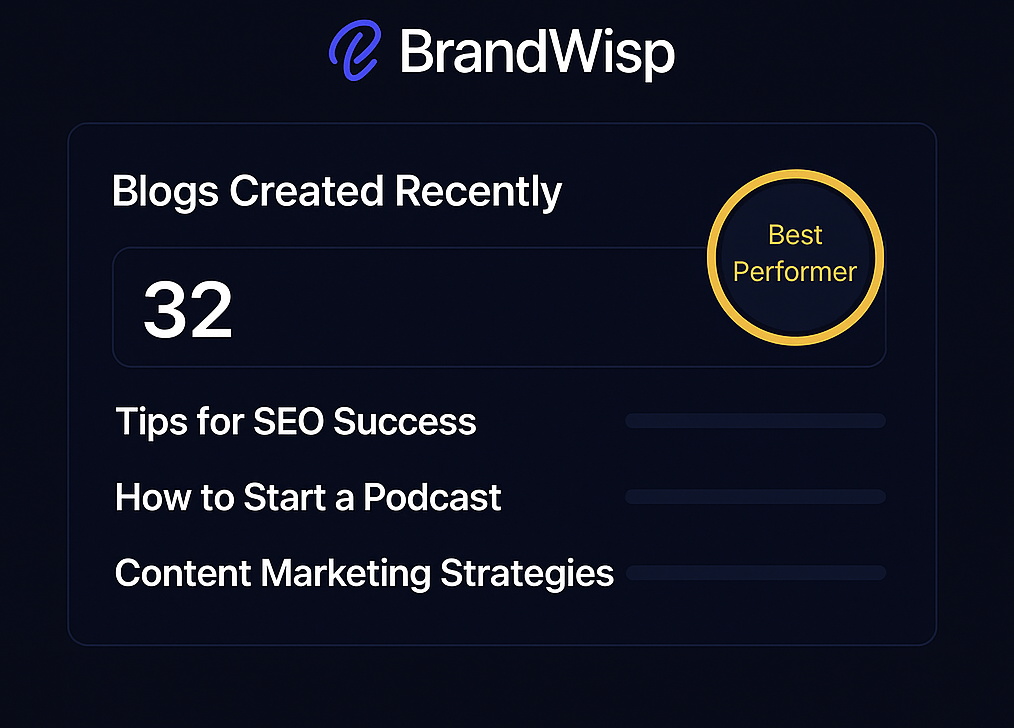 BrandWisp
Blogs Created Recently
Best
Performer
32
Tips for SEO Success
How to Start a Podcast
Content Marketing Strategies